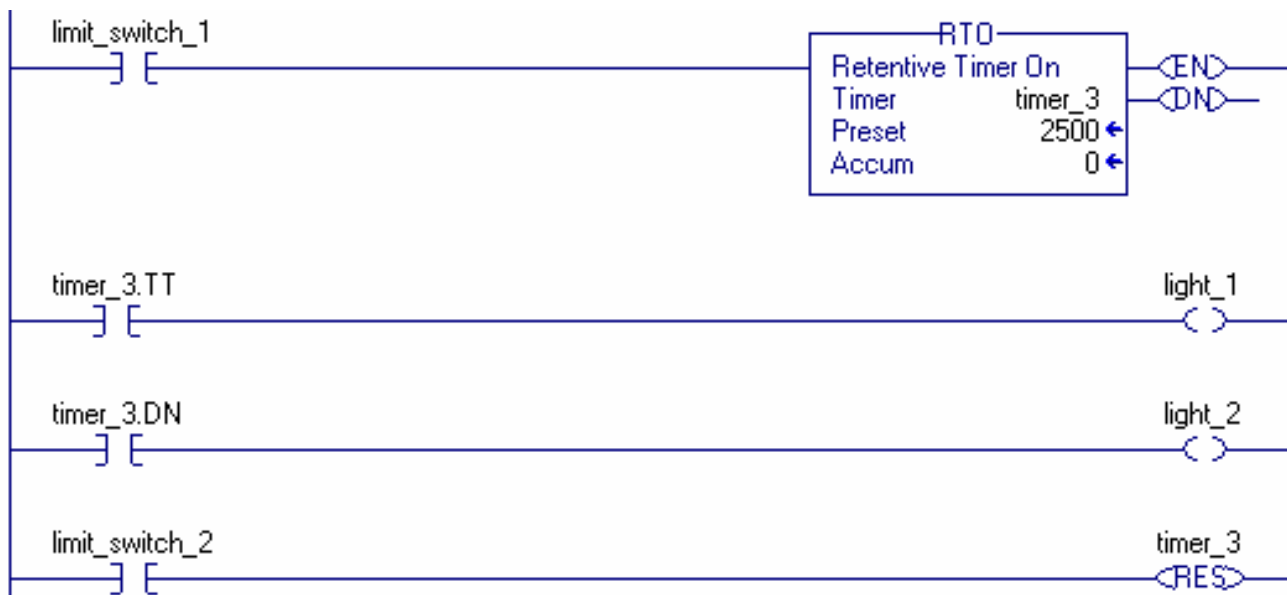 limit_switch_1
RTO
Retentive Timer On
EN
Timer timer_3
DN
Preset 2500
Accum 0
timer_3.TT
light_1
timer_3.DN
light_2
limit_switch_2
timer_3
RES